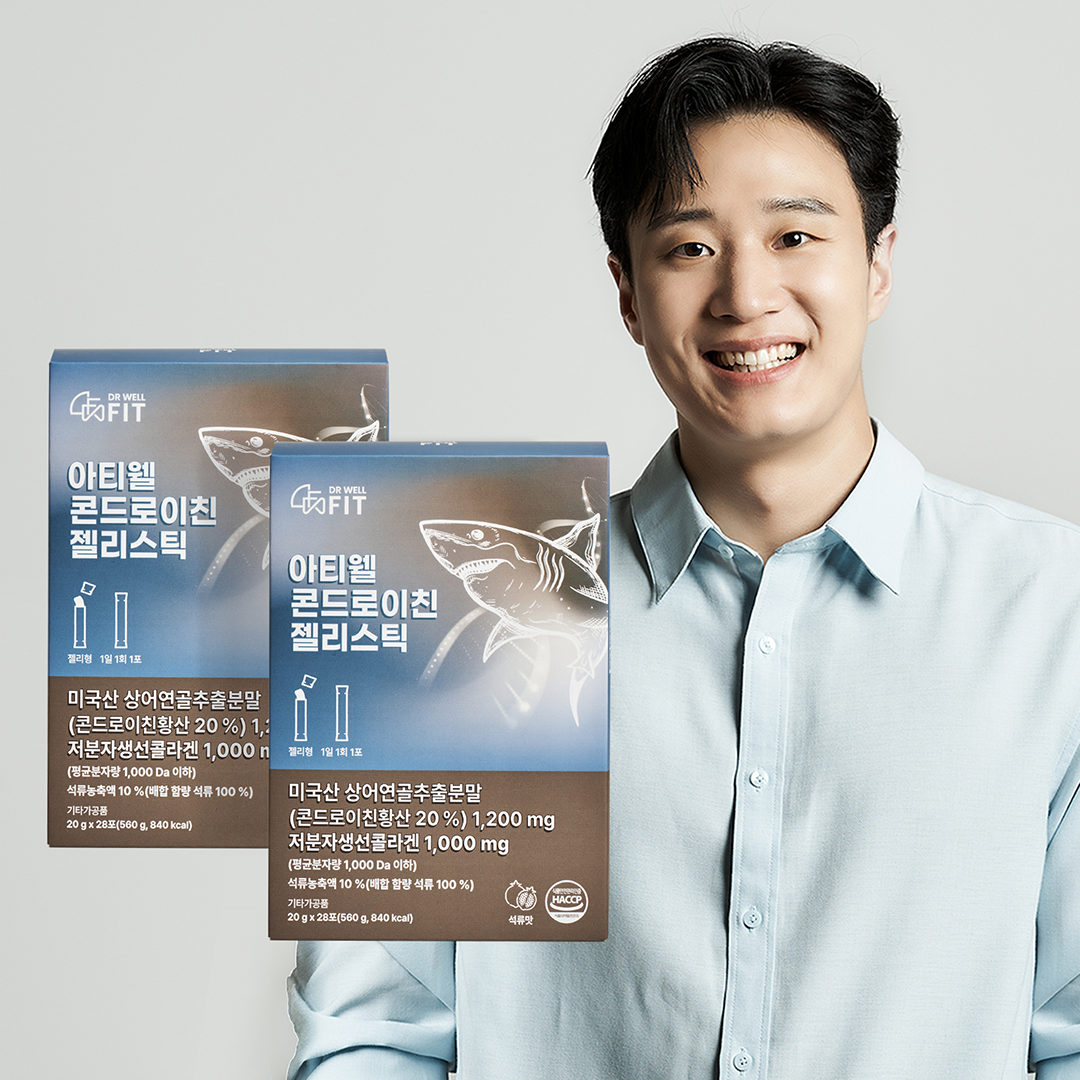 DR WELL
FIT
아티웰
콘드로이친
젤리스틱
젤리형 1일 1회 1포
미국산 상어연골추출분말
(콘드로이친황산 20 %) 1,2
저분자생선콜라겐 1,000 m
(평균분자량 1,000 Da 이하)
석류농축액 10 %(배합 함량 석류 100 %)
기타가공품
20 g x 28포(560 g, 840 kcal)
DR WELL
FIT
아티웰
콘드로이친
젤리스틱
젤리형 1일 1회 1포
미국산 상어연골추출분말
(콘드로이친황산 20 %) 1,200 mg
저분자생선콜라겐 1,000 mg
(평균분자량 1,000 Da 이하)
석류농축액 10 %(배합 함량 석류 100 %)
기타가공품
20 g x 28포(560 g, 840 kcal)
석류맛
HACCP